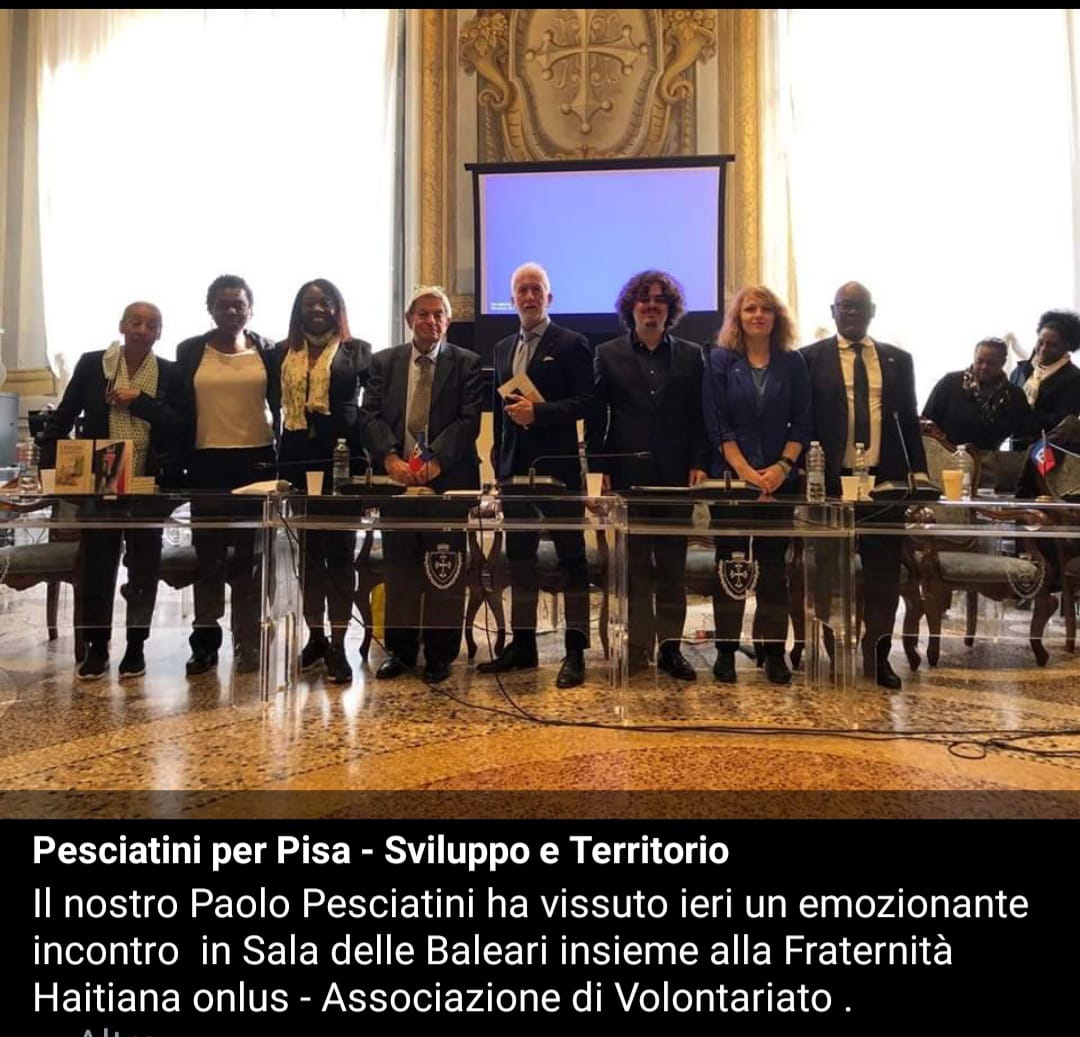 Pesciatini per Pisa - Sviluppo e Territorio
Il nostro Paolo Pesciatini ha vissuto ieri un emozionante
incontro in Sala delle Baleari insieme alla Fraternità
Haitiana onlus - Associazione di Volontariato .